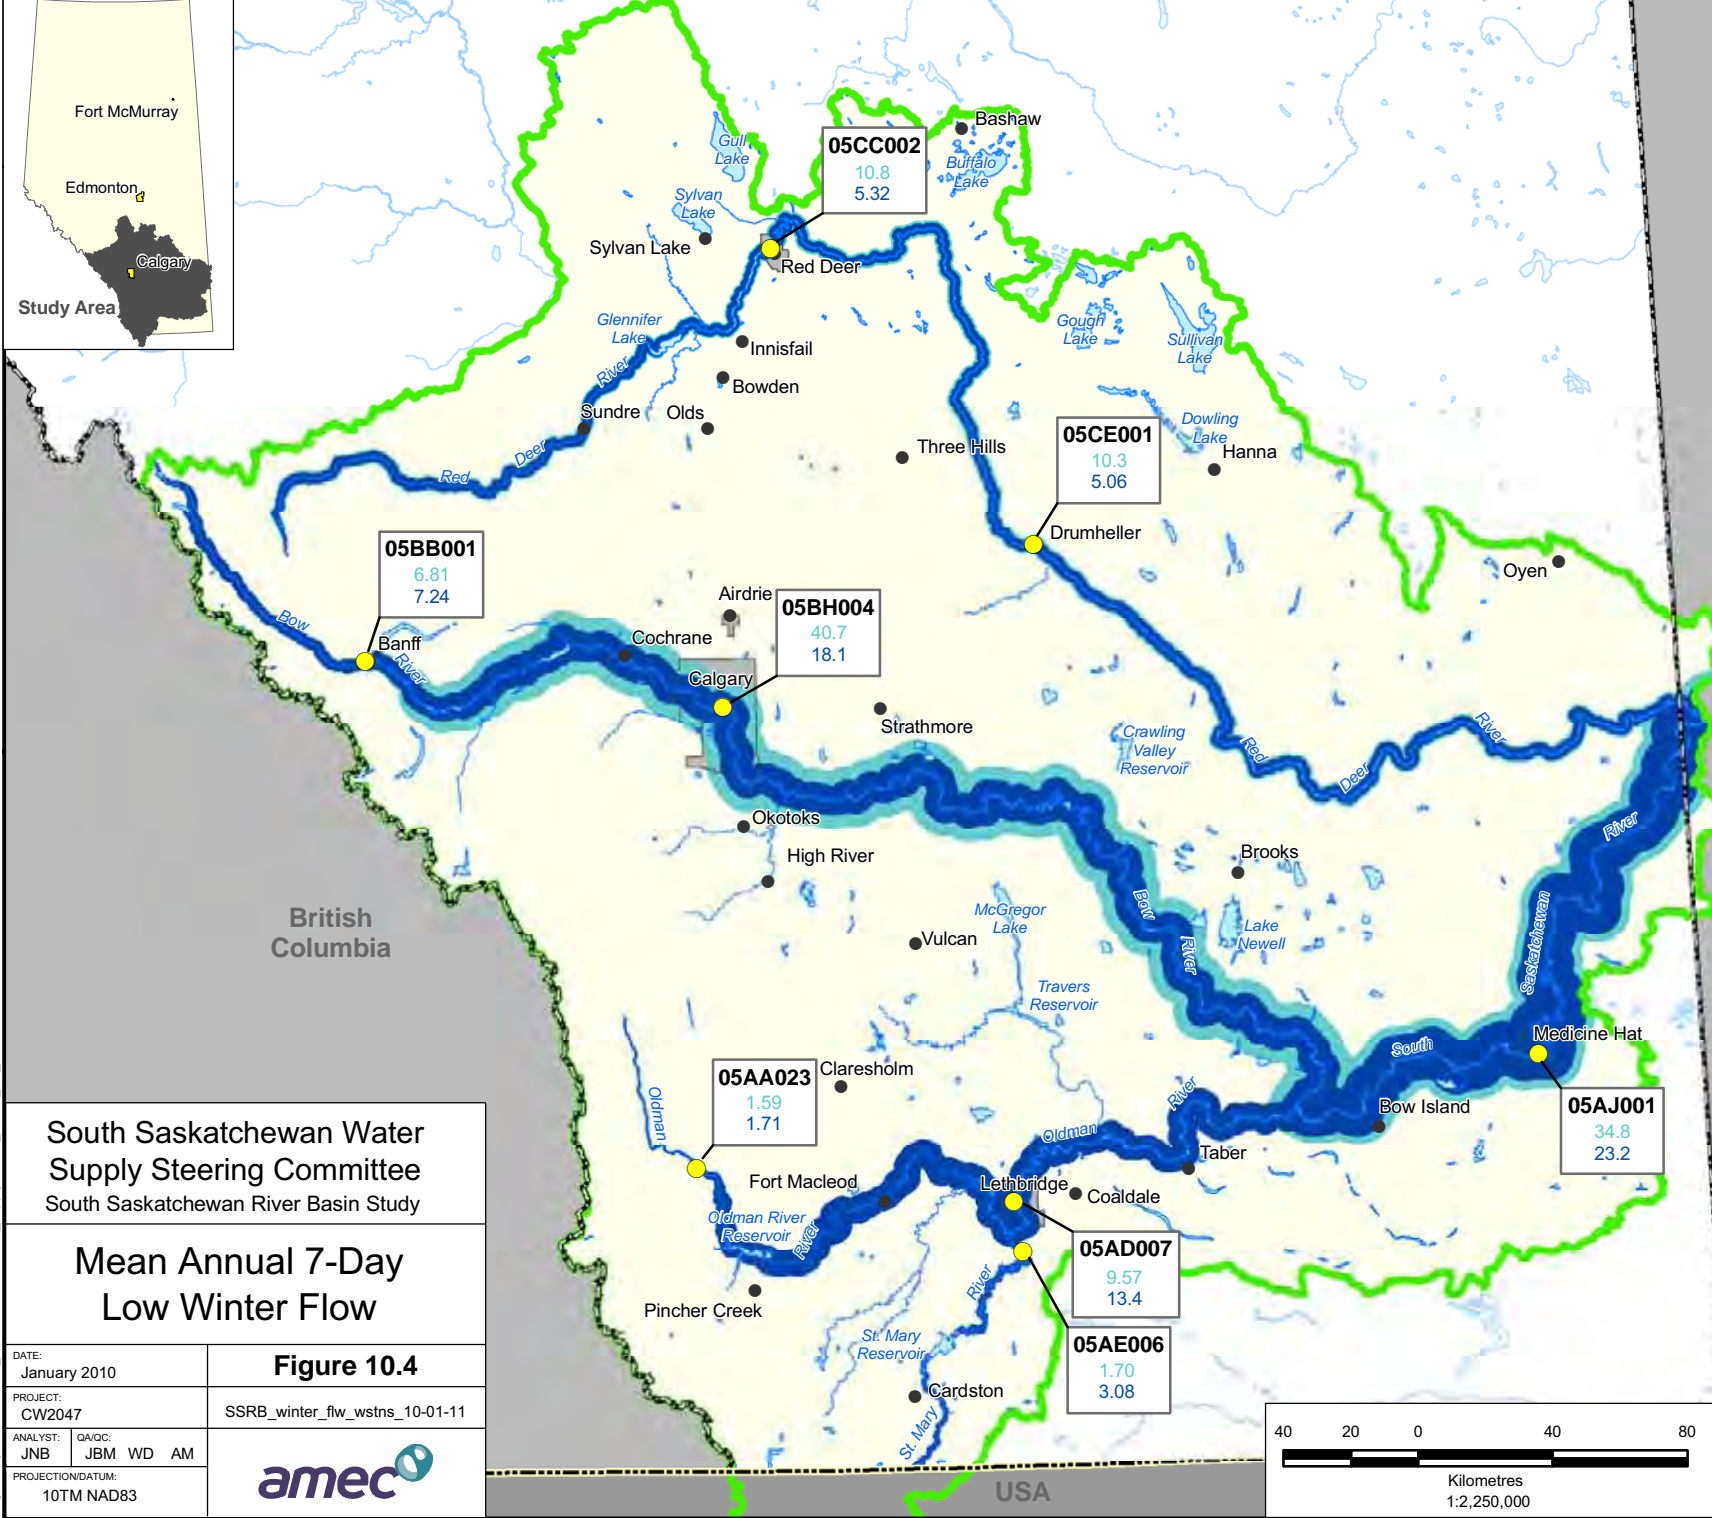 Fort McMurray
Edmonton
Calgary
Study Area
Gull
Lake
05CC002
10.8
5.32
Bashaw
Buffalo
Lake
Sylvan
Lake
Sylvan Lake
Red Deer
Glennifer
Lake
Innisfail
River
Bowden
Sundre
Olds
Deer
Red
Gough
Lake
Sullivan
Lake
Dowling
Lake
Hanna
Three Hills
05CE001
10.3
5.06
Drumheller
Oyen
05BB001
6.81
7.24
Bow
Banff
River
Airdrie
Cochrane
05BH004
40.7
18.1
Calgary
Strathmore
Crawling
Valley
Reservoir
Red
Deer
River
River
Okotoks
High River
Brooks
British
Columbia
McGregor
Lake
Bow
River
Lake
Newell
Saskatchewan
Vulcan
Travers
Reservoir
South
Medicine Hat
Oldman
05AA023
1.59
1.71
Claresholm
River
Oldman
Bow Island
05AJ001
34.8
23.2
Taber
Fort Macleod
Lethbridge
Coaldale
Oldman River
Reservoir
River
05AD007
9.57
13.4
River
Pincher Creek
St. Mary
Reservoir
05AE006
1.70
3.08
Cardston
St. Mary
USA
South Saskatchewan Water
Supply Steering Committee
South Saskatchewan River Basin Study
Mean Annual 7-Day
Low Winter Flow
DATE:
January 2010
Figure 10.4
PROJECT:
CW2047
SSRB_winter_flw_wstns_10-01-11
ANALYST:
JNB
QA/QC:
JBM WD AM
PROJECTION/DATUM:
10TM NAD83
amec
40 20 0 40 80
Kilometres
1:2,250,000